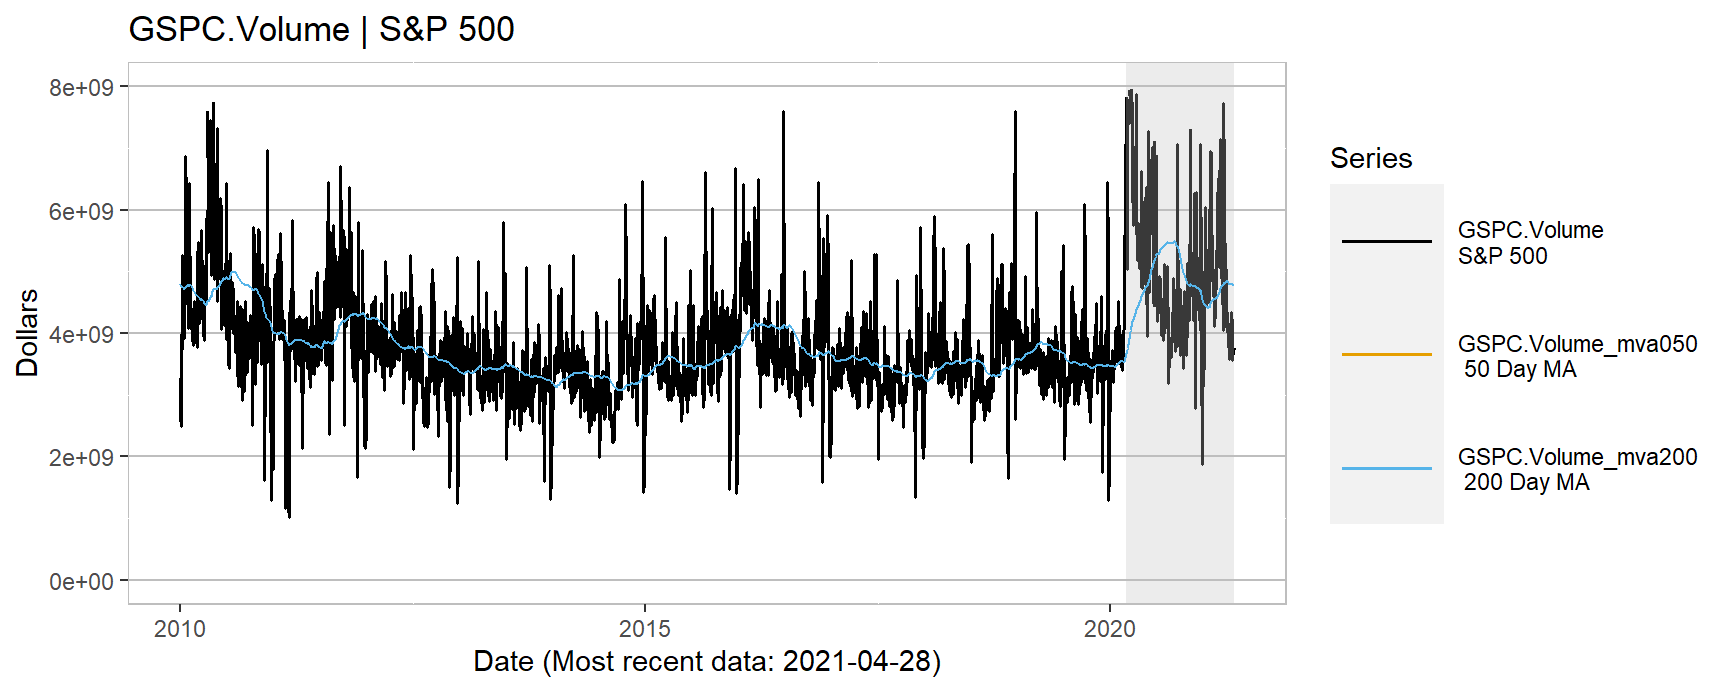 GSPC.Volume | S&P 500
8e+09
6e+09
4e+09
2e+09
0e+00
Dollars
2010
2015
2020
Date (Most recent data: 2021-04-28)
Series
GSPC.Volume
S&P 500
GSPC.Volume_mva050
50 Day MA
GSPC.Volume_mva200
200 Day MA